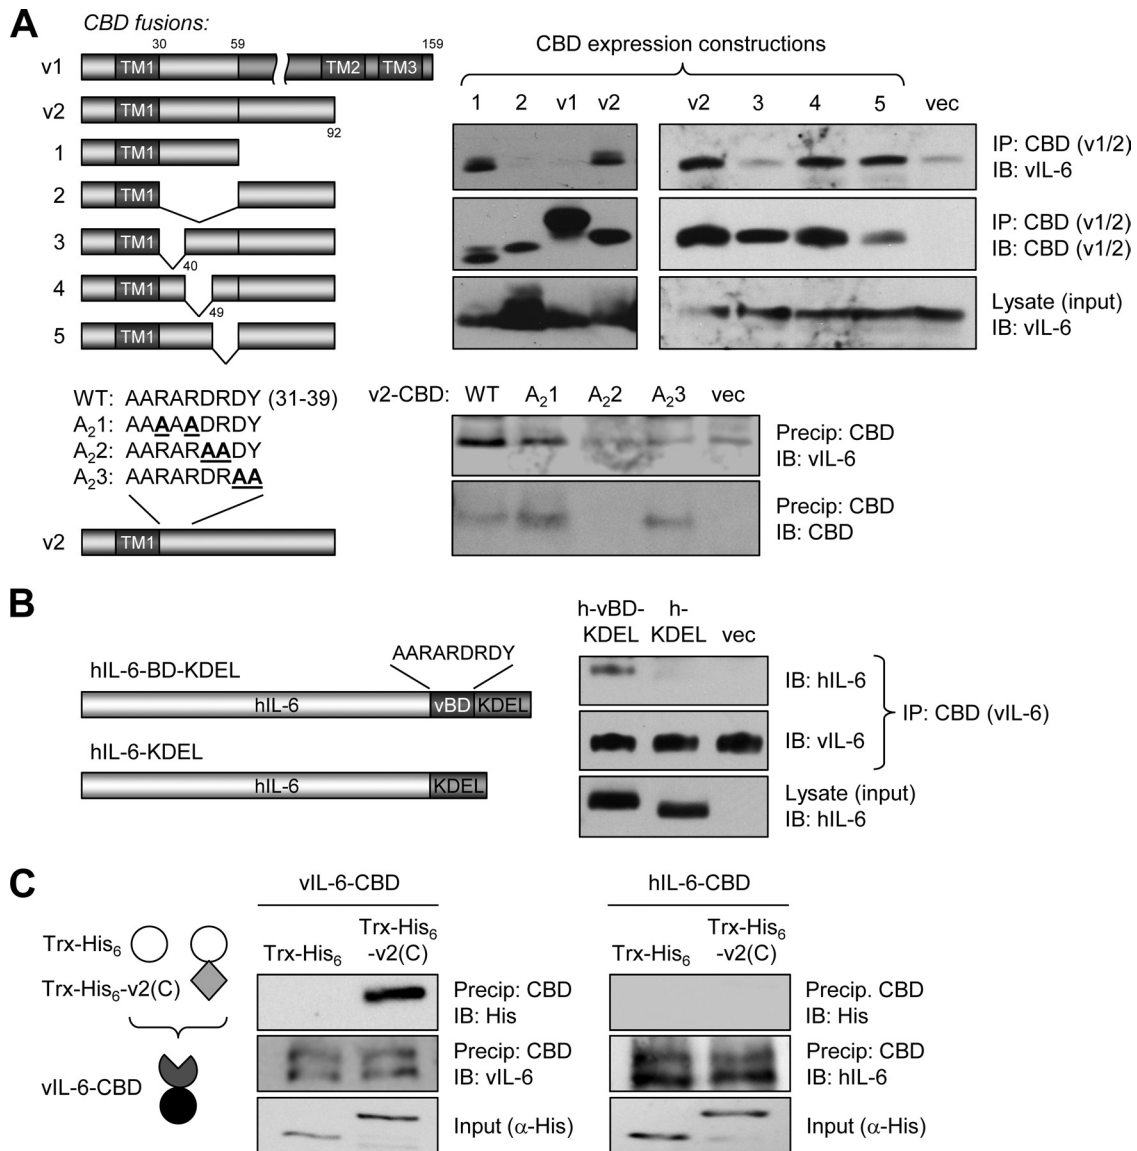 A
CBD fusions:
30 59 159
v1 TM1 TM2 TM3
v2 TM1
92
1 TM1
2 TM1
3 TM1
40
4 TM1
49
5 TM1
CBD expression constructions
1 2 v1 v2 v2 3 4 5 vec
IP: CBD (v1/2)
IB: vIL-6
IP: CBD (v1/2)
IB: CBD (v1/2)
Lysate (input)
IB: vIL-6
WT: AARARDRDY (31-39)
A₂1: AAAAADRDY
A₂2: AARARAADY
A₂3: AARARDRAA
v2 TM1
v2-CBD: WT A₂1 A₂2 A₂3 vec
Precip: CBD
IB: vIL-6
Precip: CBD
IB: CBD
B
AARARDRDY
hIL-6-BD-KDEL
hIL-6 vBD KDEL
hIL-6-KDEL
hIL-6 KDEL
h-vBD-KDEL h-KDEL vec
IB: hIL-6
IB: vIL-6
IP: CBD (vIL-6)
Lysate (input)
IB: hIL-6
C
Trx-His₆
Trx-His₆-v2(C)
vIL-6-CBD
vIL-6-CBD
Trx-His₆ Trx-His₆-v2(C)
Precip: CBD
IB: His
Precip: CBD
IB: vIL-6
Input (α-His)
hIL-6-CBD
Trx-His₆ Trx-His₆-v2(C)
Precip. CBD
IB: His
Precip: CBD
IB: hIL-6
Input (α-His)